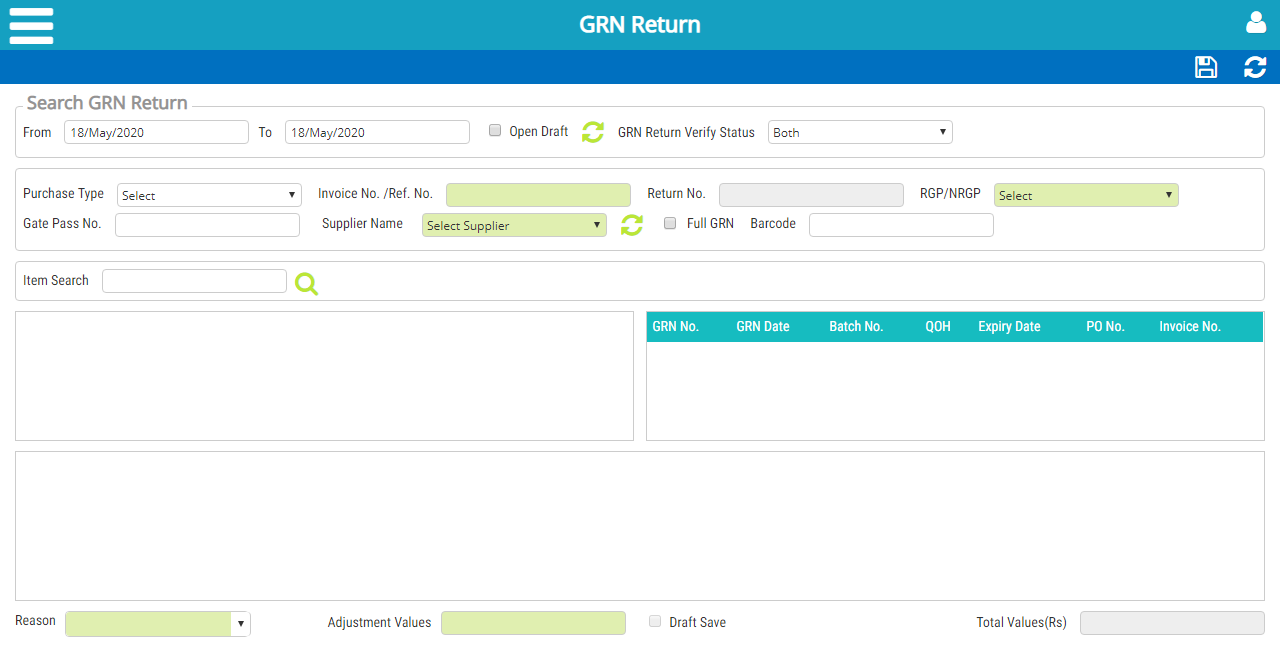 GRN Return
Search GRN Return
From 18/May/2020 To 18/May/2020 Open Draft GRN Return Verify Status Both
Purchase Type Select Invoice No. /Ref. No. Return No. RGP/NRGP Select
Gate Pass No. Supplier Name Select Supplier Full GRN Barcode
Item Search
GRN No. GRN Date Batch No. QOH Expiry Date PO No. Invoice No.
Reason Adjustment Values Draft Save Total Values(Rs)